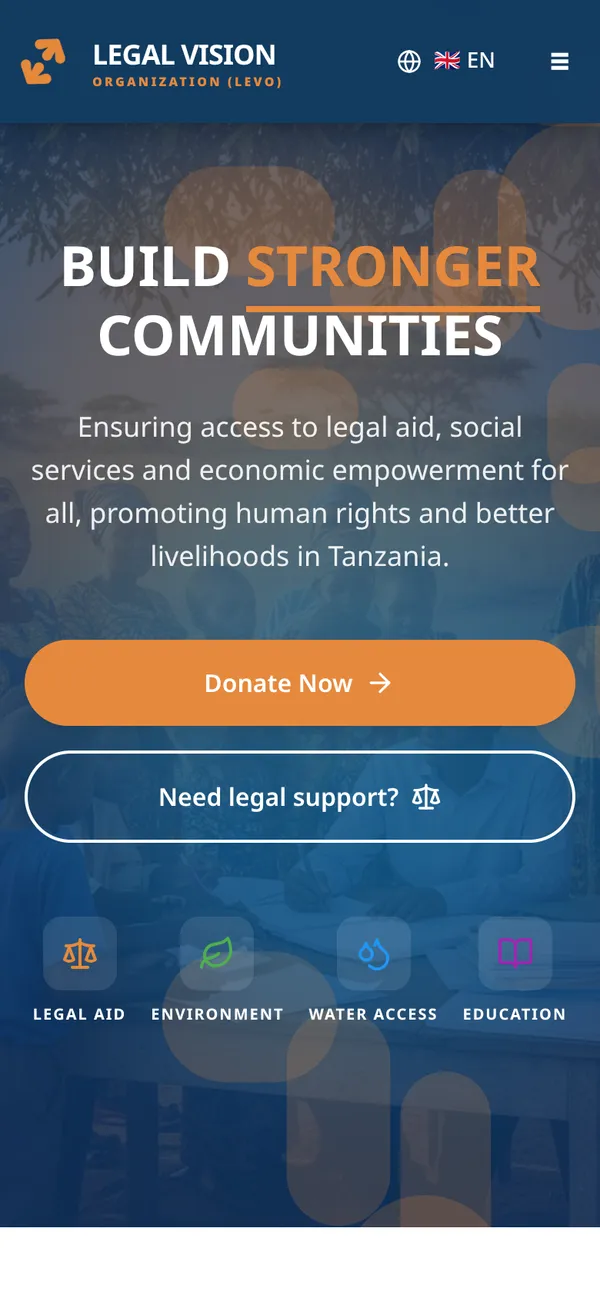 LEGAL VISION
ORGANIZATION (LEVO)
🇬🇧 EN
BUILD STRONGER
COMMUNITIES
Ensuring access to legal aid, social
services and economic empowerment for
all, promoting human rights and better
livelihoods in Tanzania.
Donate Now →
Need legal support?
LEGAL AID ENVIRONMENT WATER ACCESS EDUCATION